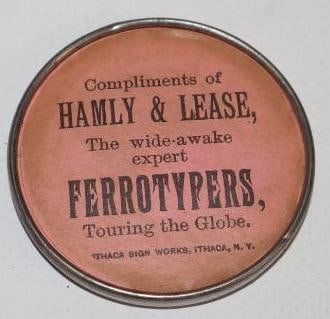 Compliments of
HAMLY & LEASE,
The wide-awake
expert
FERROTYPERS,
Touring the Globe.
ITHACA SIGN WORKS, ITHACA, N. Y.